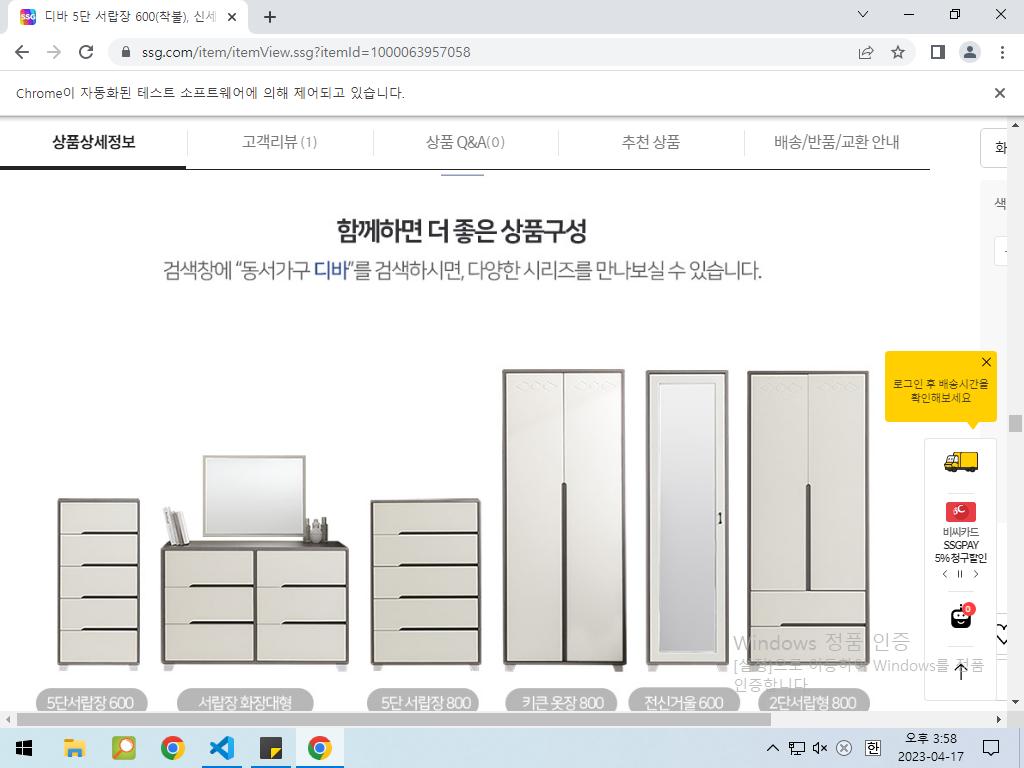 디바 5단 서랍장 600(착불), 신세
ssg.com/item/itemView.ssg?itemId=1000063957058
Chrome이 자동화된 테스트 소프트웨어에 의해 제어되고 있습니다.
상품상세정보
고객리뷰 (1)
상품 Q&A(0)
추천 상품
배송/반품/교환 안내
화
색
함께하면 더 좋은 상품구성
검색창에 “동서가구 디바”를 검색하시면, 다양한 시리즈를 만나보실 수 있습니다.
로그인 후 배송시간을
확인해보세요
비씨카드
SSGPAY
5% 청구할인
0
Windows 정품 인증
[설정]으로 이동하여 Windows를 정품
인증합니다.
5단서랍장 600
서랍장 화장대형
5단 서랍장 800
키큰 옷장 800
전신거울 600
2단서랍형 800
한
오후 3:58
2023-04-17